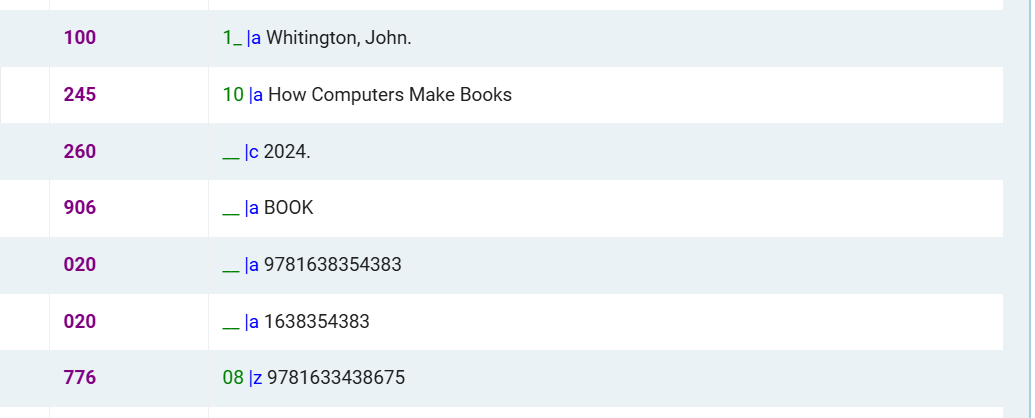 100 1_ |a Whitington, John.
245 10 |a How Computers Make Books
260 __ |c 2024.
906 __ |a BOOK
020 __ |a 9781638354383
020 __ |a 1638354383
776 08 |z 9781633438675